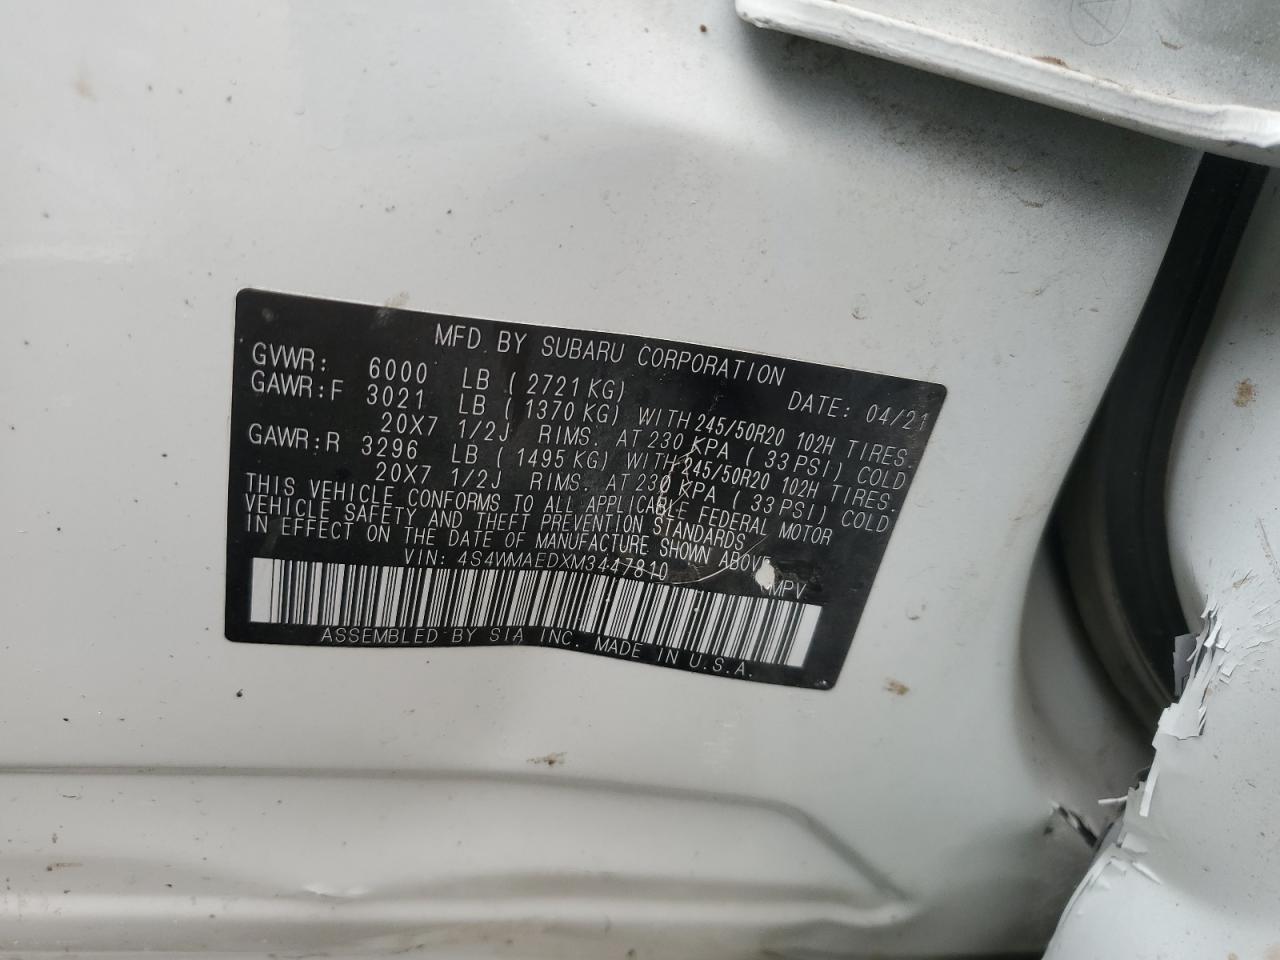 MFD. BY SUBARU CORPORATION
DATE: 04/21
GVWR: 6000 LB ( 2721 KG)
GAWR:F 3021 LB ( 1370 KG) WITH 245/50R20 102H TIRES.
20X7 1/2J RIMS. AT 230 KPA ( 33 PSI) COLD
GAWR:R 3296 LB ( 1495 KG) WITH 245/50R20 102H TIRES.
20X7 1/2J RIMS. AT 230 KPA ( 33 PSI) COLD
THIS VEHICLE CONFORMS TO ALL APPLICABLE FEDERAL MOTOR
VEHICLE SAFETY AND THEFT PREVENTION STANDARDS
IN EFFECT ON THE DATE OF MANUFACTURE SHOWN ABOVE
VIN: 4S4WMAEDXM3447810 MPV
ASSEMBLED BY SIA INC. MADE IN U.S.A.